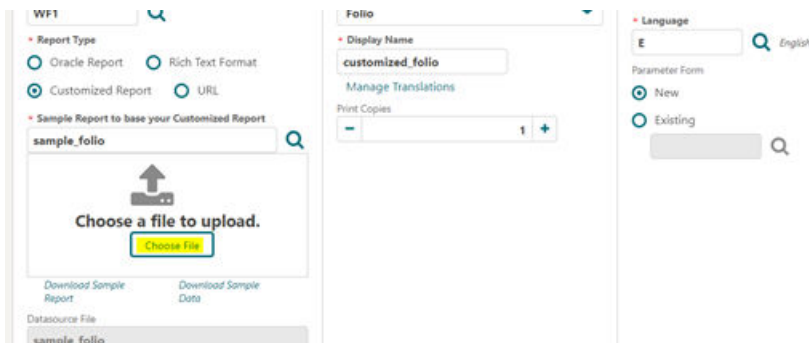 WF1
* Report Type
Oracle Report
Rich Text Format
Customized Report
URL
* Sample Report to base your Customized Report
sample_folio
Choose a file to upload.
Choose File
Download Sample Report
Download Sample Data
Datasource File
sample_folio
Folio
* Display Name
customized_folio
Manage Translations
Print Copies
− 1 +
* Language
E
English
Parameter Form
New
Existing